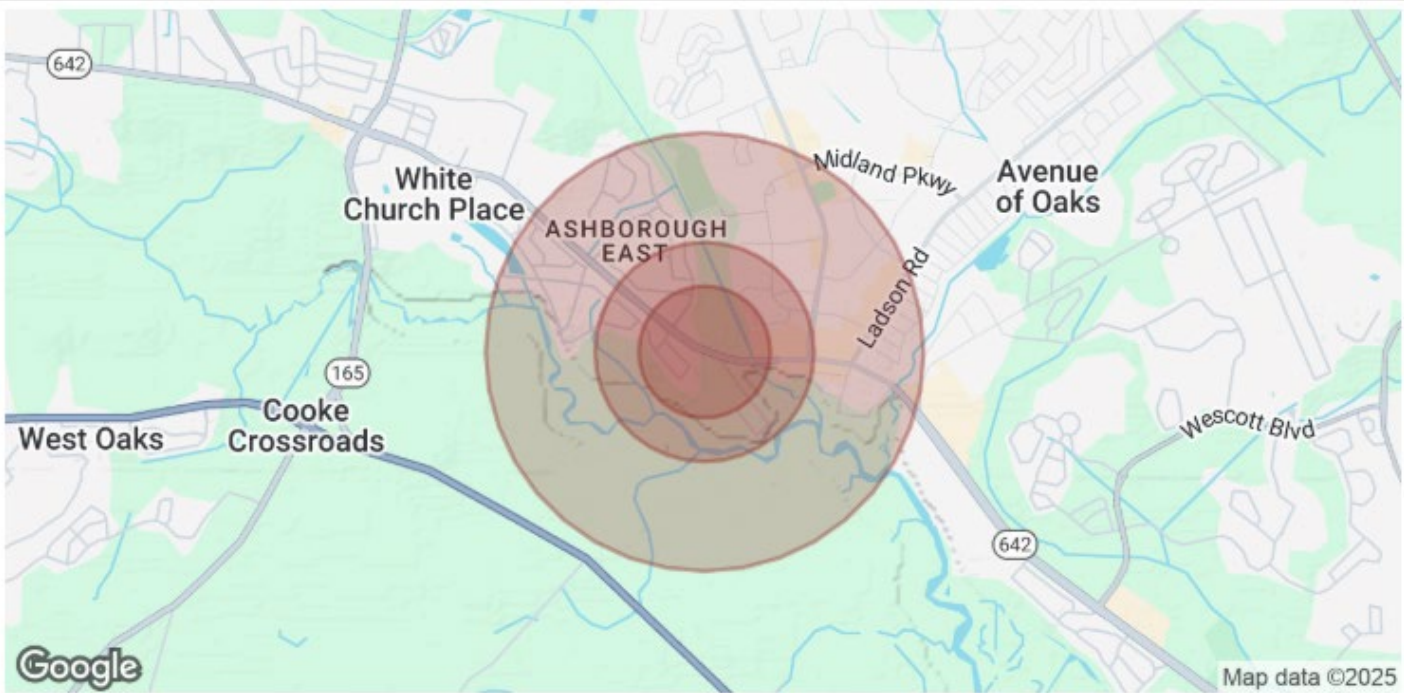 642
Midland Pkwy
Avenue
of Oaks
White
Church Place
ASHBOROUGH
EAST
Ladson Rd
165
Cooke
Crossroads
West Oaks
Wescott Blvd
642
Google
Map data ©2025